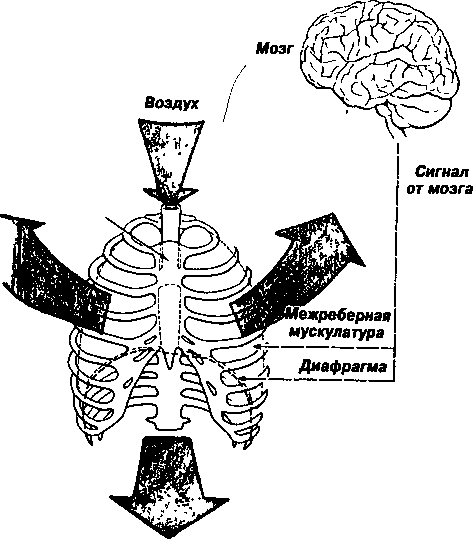 Мозг
Воздух
Сигнал
от мозга
Межреберная
мускулатура
Диафрагма